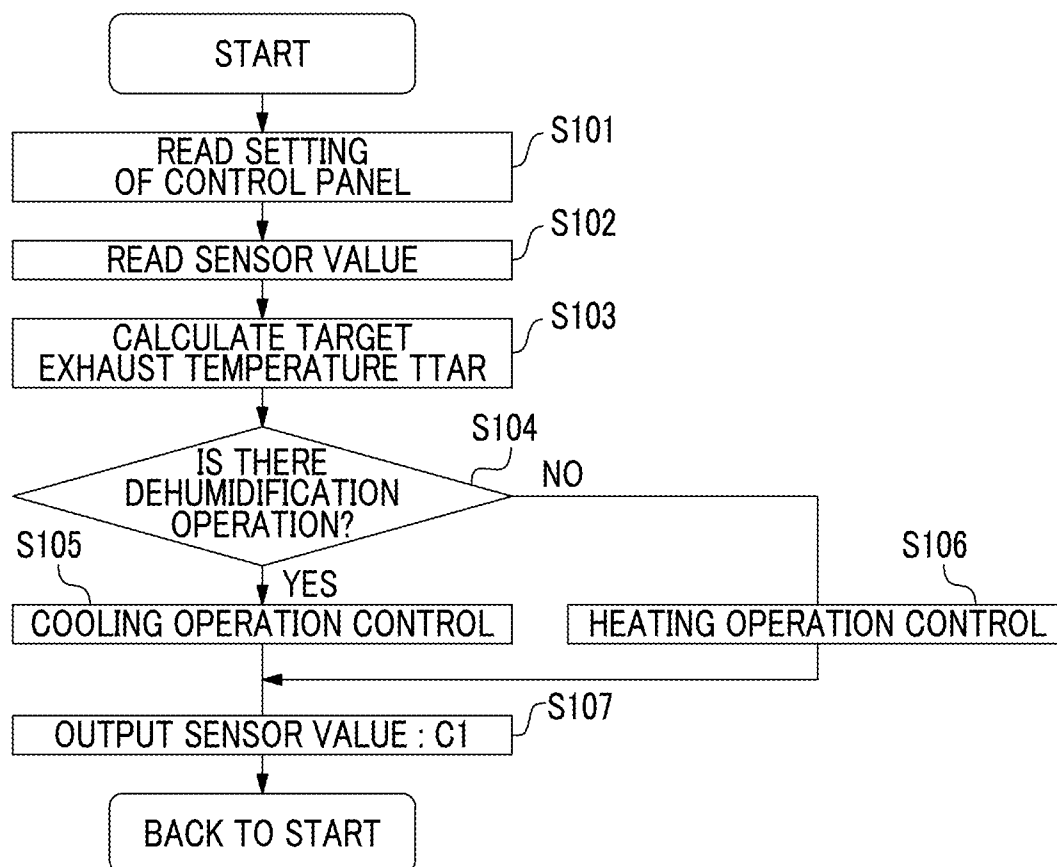 START
READ SETTING
OF CONTROL PANEL
S101
READ SENSOR VALUE
S102
CALCULATE TARGET
EXHAUST TEMPERATURE TTAR
S103
IS THERE
DEHUMIDIFICATION
OPERATION?
S104
NO
YES
S105
COOLING OPERATION CONTROL
S106
HEATING OPERATION CONTROL
OUTPUT SENSOR VALUE : C1
S107
BACK TO START